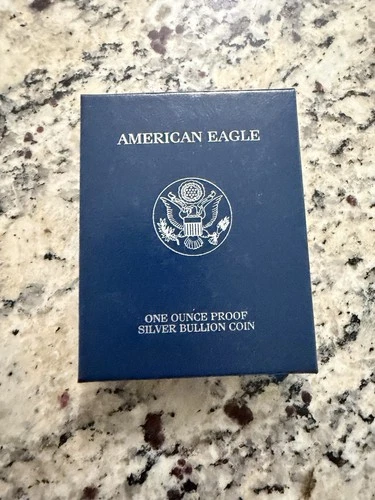 AMERICAN EAGLE
ONE OUNCE PROOF
SILVER BULLION COIN